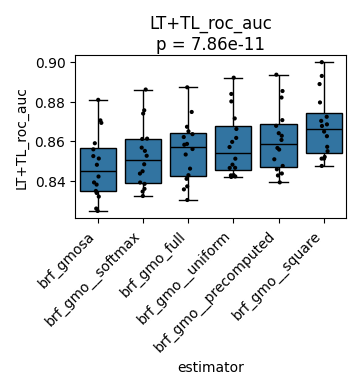 LT+TL_roc_auc
p = 7.86e-11
LT+TL_roc_auc
0.90
0.88
0.86
0.84
brf_gmosa
brf_gmo__softmax
brf_gmo_full
brf_gmo__uniform
brf_gmo__precomputed
brf_gmo__square
estimator